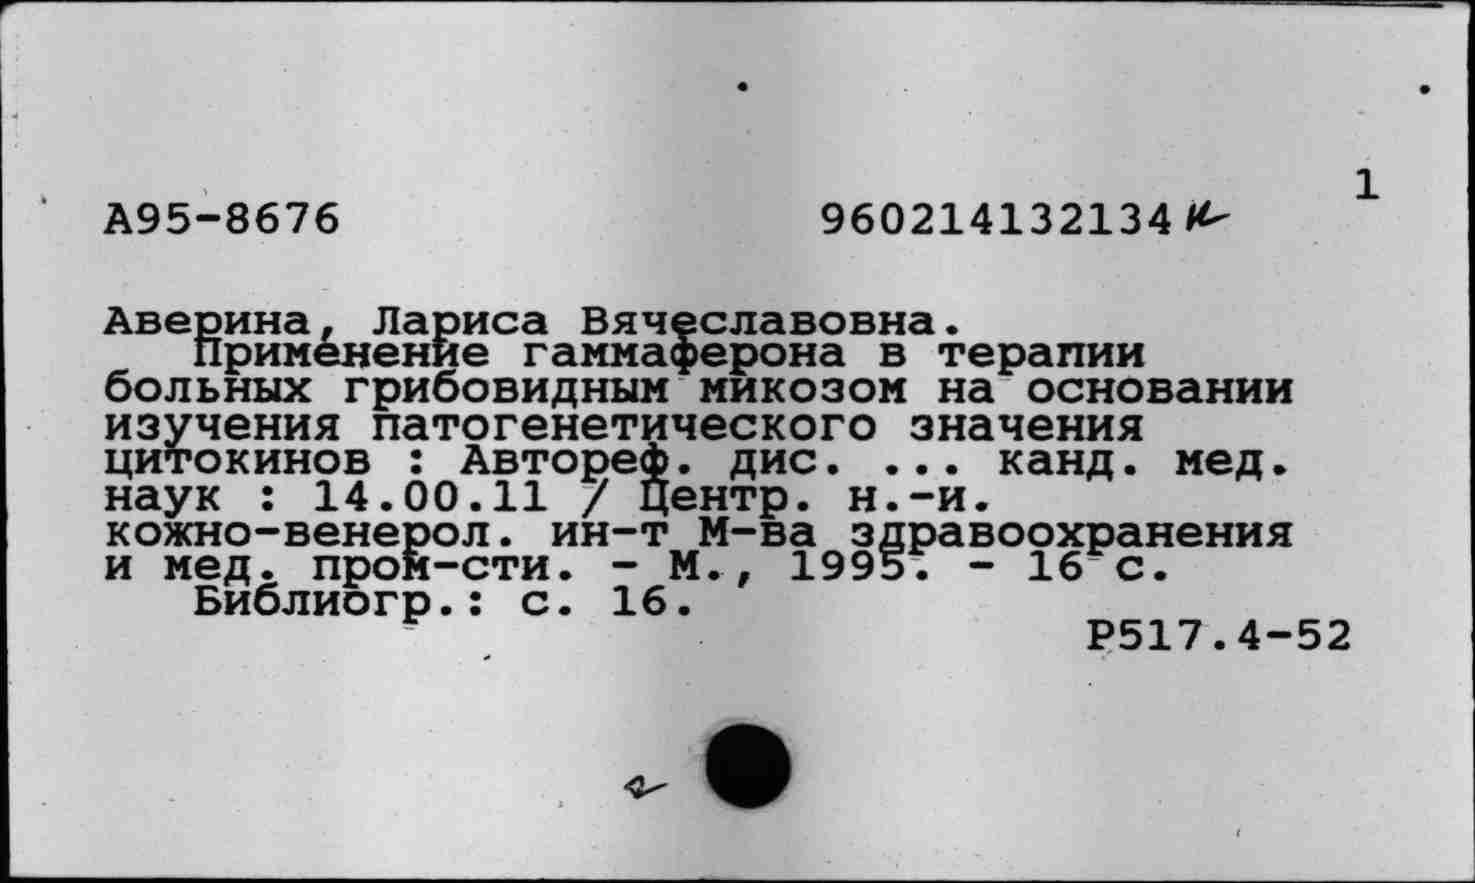 1
А95-8676 960214132134
Аверина, Лариса Вячеславовна.
Применение гаммаферона в терапии
больных грибовидным микозом на основании
изучения патогенетического значения
цитокинов : Автореф. дис. ... канд. мед.
наук : 14.00.11 / Центр. н.-и.
кожно-венерол. ин-т М-ва здравоохранения
и мед. пром-сти. - М., 1995. - 16 с.
Библиогр.: с. 16.
Р517.4-52